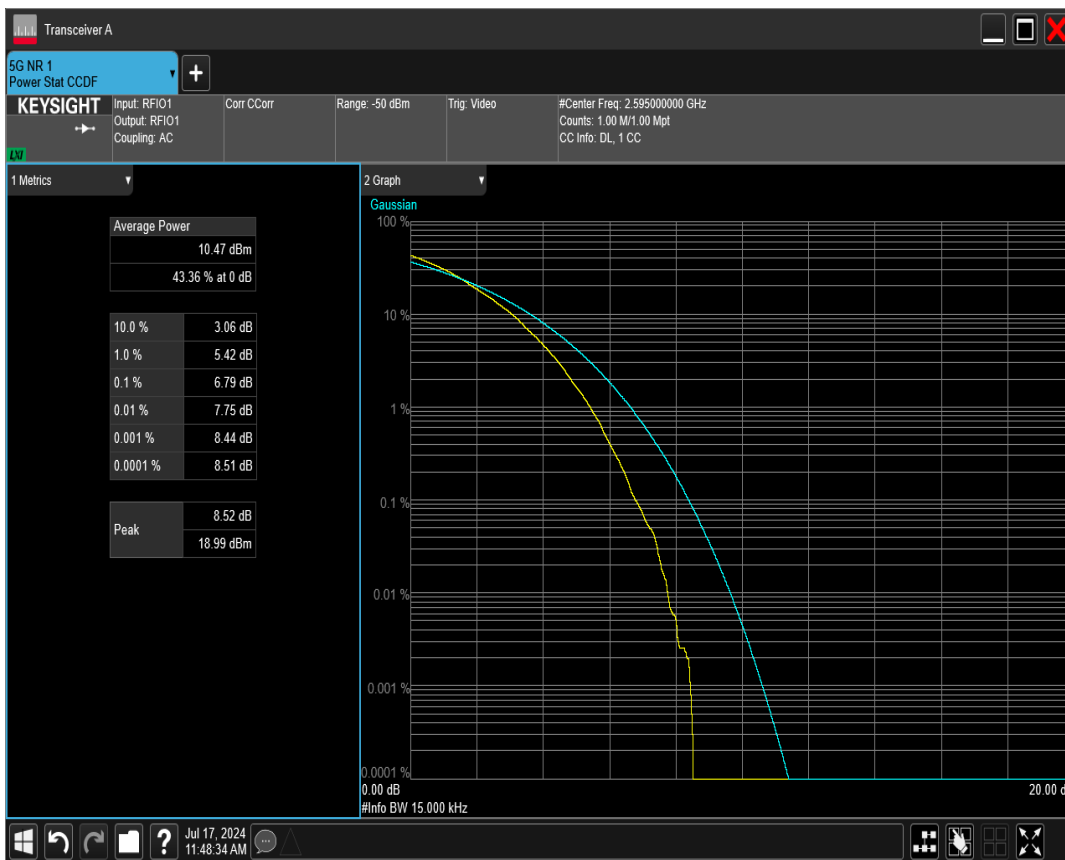 Transceiver A
5G NR 1
Power Stat CCDF
+
KEYSIGHT
LXI
Input: RFIO1
Output: RFIO1
Coupling: AC
Corr CCorr
Range: -50 dBm
Trig: Video
#Center Freq: 2.595000000 GHz
Counts: 1.00 M/1.00 Mpt
CC Info: DL, 1 CC
1 Metrics
Average Power
10.47 dBm
43.36 % at 0 dB
10.0 % 3.06 dB
1.0 % 5.42 dB
0.1 % 6.79 dB
0.01 % 7.75 dB
0.001 % 8.44 dB
0.0001 % 8.51 dB
Peak
8.52 dB
18.99 dBm
2 Graph
Gaussian
100 %
10 %
1 %
0.1 %
0.01 %
0.001 %
0.0001 %
0.00 dB
20.00 d
#Info BW 15.000 kHz
?
Jul 17, 2024
11:48:34 AM